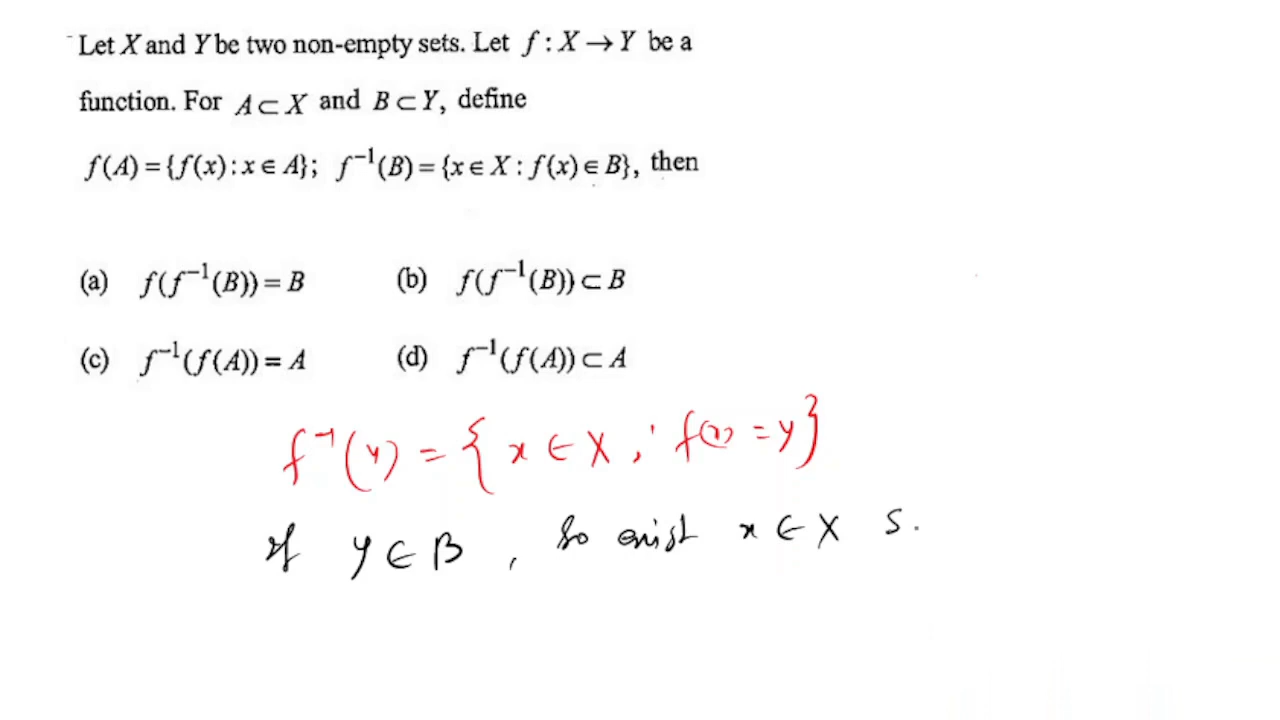 Let X and Y be two non-empty sets. Let f : X → Y be a
function. For A ⊂ X and B ⊂ Y, define
f(A) = {f(x) : x ∈ A}; f⁻¹(B) = {x ∈ X : f(x) ∈ B}, then
(a) f(f⁻¹(B)) = B (b) f(f⁻¹(B)) ⊂ B
(c) f⁻¹(f(A)) = A (d) f⁻¹(f(A)) ⊂ A
f⁻¹(y) = { x ∈ X ; f(x) = y }
if y ∈ B , so exist x ∈ X s.